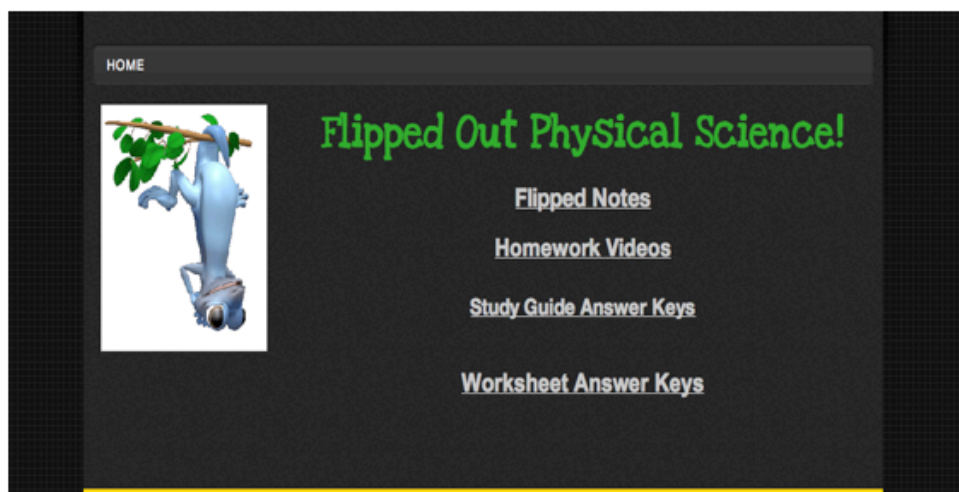 HOME
Flipped Out Physical Science!
Flipped Notes
Homework Videos
Study Guide Answer Keys
Worksheet Answer Keys